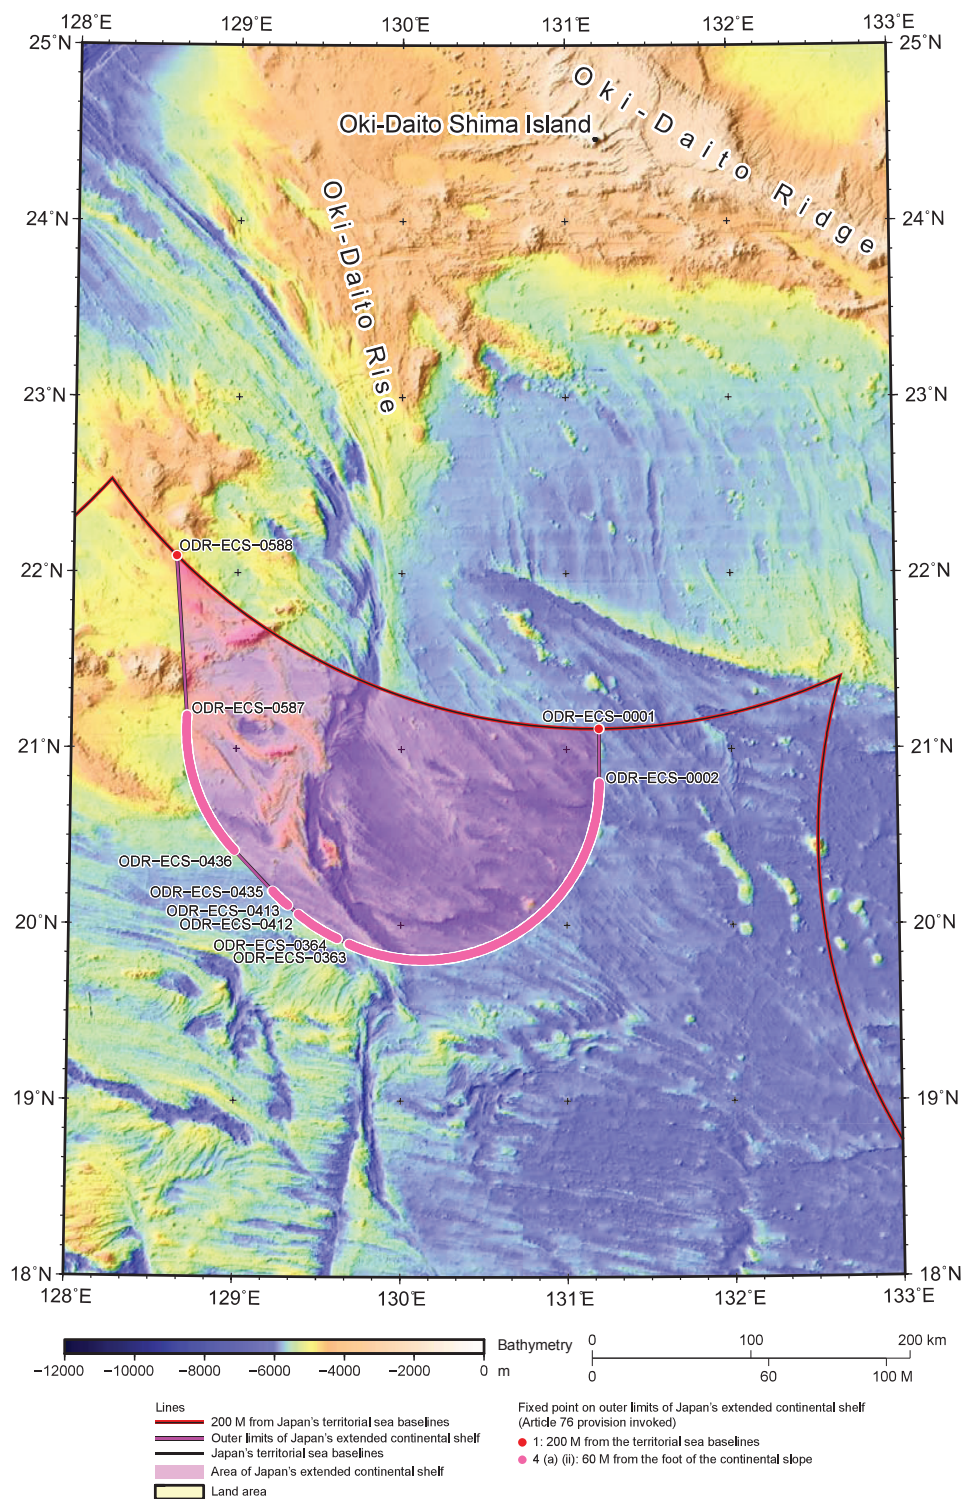 128°E 129°E 130°E 131°E 132°E 133°E
25°N 25°N
Oki-Daito Ridge
Oki-Daito Shima Island
Oki-Daito Rise
24°N 24°N
23°N 23°N
ODR-ECS-0588
22°N 22°N
ODR-ECS-0587
ODR-ECS-0001
21°N 21°N
ODR-ECS-0002
ODR-ECS-0436
ODR-ECS-0435
ODR-ECS-0413
ODR-ECS-0412
20°N 20°N
ODR-ECS-0364
ODR-ECS-0363
19°N 19°N
18°N 18°N
128°E 129°E 130°E 131°E 132°E 133°E
Bathymetry
−12000 −10000 −8000 −6000 −4000 −2000 0 m
0 100 200 km
0 60 100 M
Lines
200 M from Japan's territorial sea baselines
Outer limits of Japan's extended continental shelf
Japan's territorial sea baselines
Area of Japan's extended continental shelf
Land area
Fixed point on outer limits of Japan's extended continental shelf
(Article 76 provision invoked)
1: 200 M from the territorial sea baselines
4 (a) (ii): 60 M from the foot of the continental slope